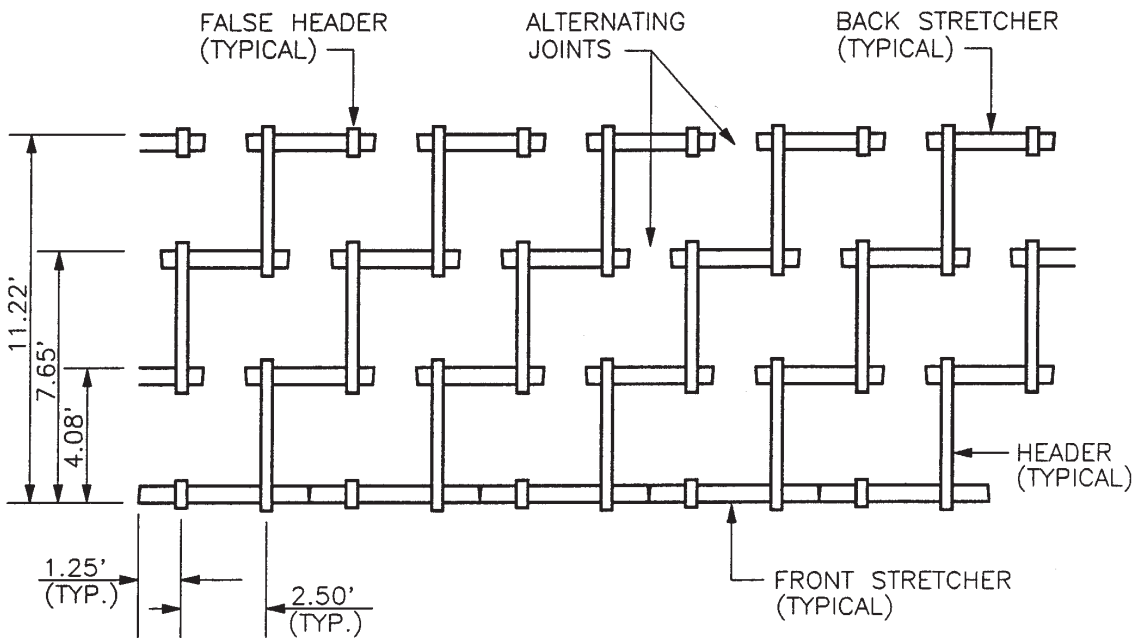 FALSE HEADER
(TYPICAL)
ALTERNATING
JOINTS
BACK STRETCHER
(TYPICAL)
11.22'
7.65'
4.08'
HEADER
(TYPICAL)
1.25'
(TYP.)
2.50'
(TYP.)
FRONT STRETCHER
(TYPICAL)